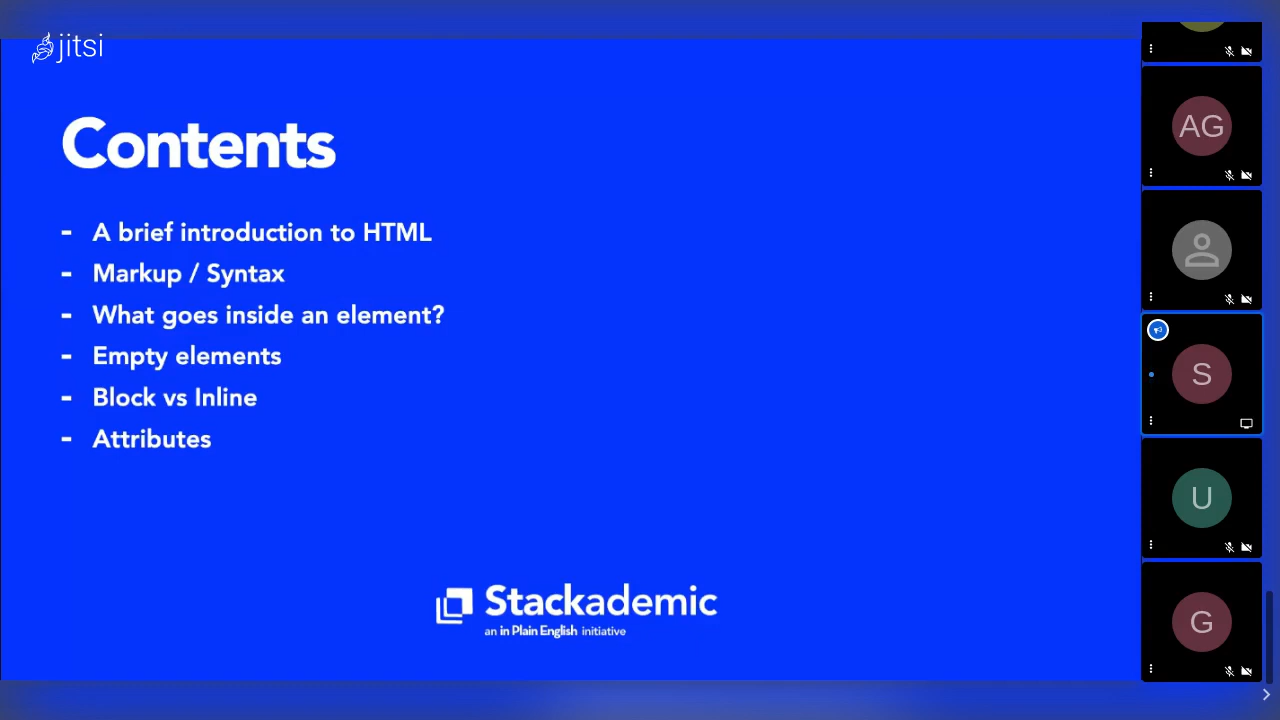 jitsi
Contents
- A brief introduction to HTML
- Markup / Syntax
- What goes inside an element?
- Empty elements
- Block vs Inline
- Attributes
Stackademic
an in Plain English initiative
AG
S
U
G